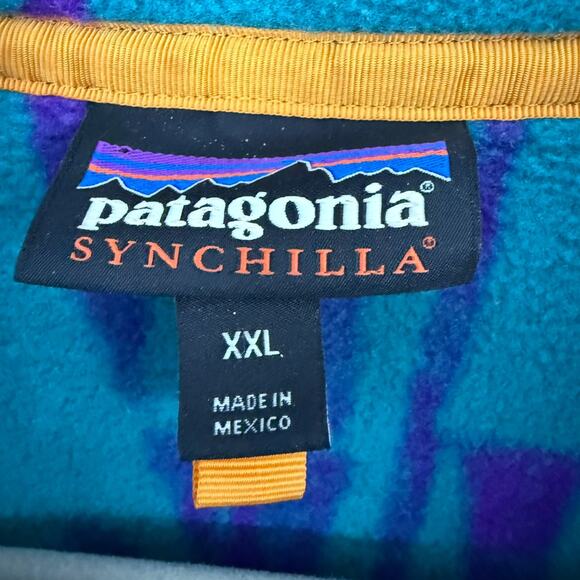 patagonia®
SYNCHILLA®
XXL
MADE IN
MEXICO